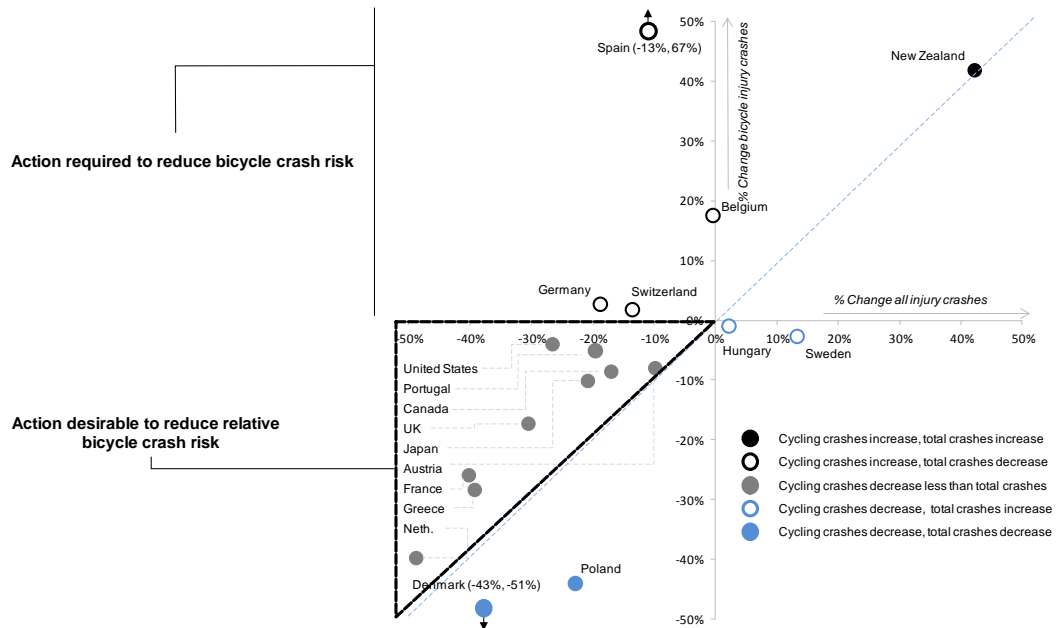 50%
Spain (-13%, 67%)
New Zealand
% Change bicycle injury crashes
40%
30%
Action required to reduce bicycle crash risk
20%
Belgium
10%
Germany
Switzerland
% Change all injury crashes
0%
-50%
-40%
-30%
-20%
-10%
0%
10%
20%
30%
40%
50%
Hungary
Sweden
United States
Portugal
Canada
UK
Japan
Austria
France
Greece
Neth.
-10%
-20%
-30%
-40%
-50%
Action desirable to reduce relative
bicycle crash risk
Cycling crashes increase, total crashes increase
Cycling crashes increase, total crashes decrease
Cycling crashes decrease less than total crashes
Cycling crashes decrease, total crashes increase
Cycling crashes decrease, total crashes decrease
Poland
Denmark (-43%, -51%)